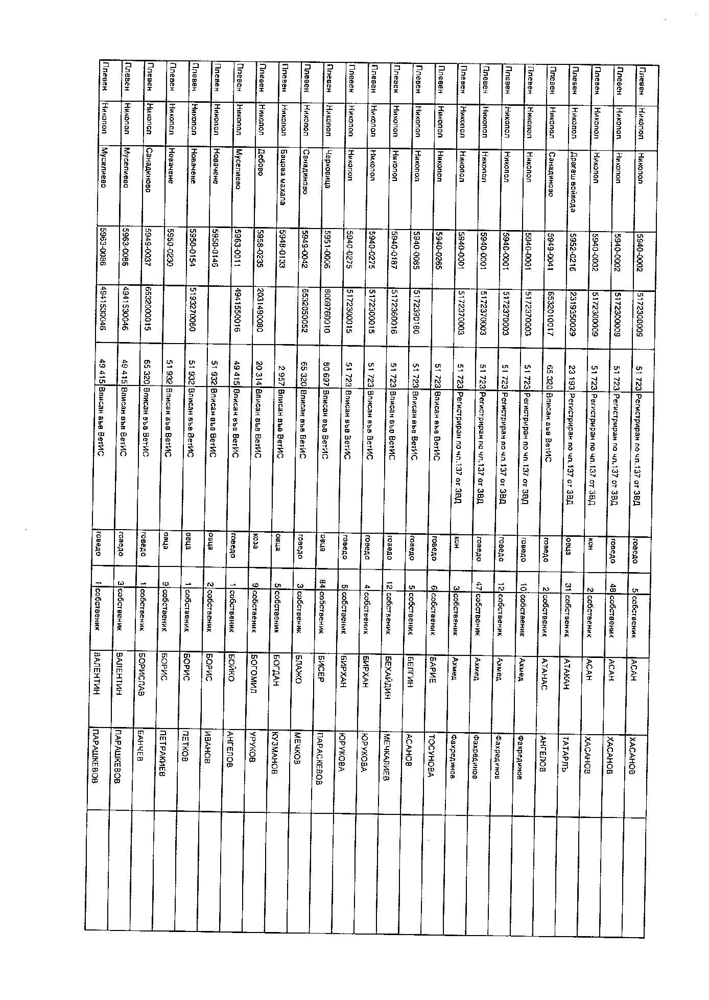 Плевен Никопол Никопол 5940-0002 5172300009 51 723 Регистриран по чл.137 от ЗВД говедо 5 собственик АСАН ХАСАНОВ
Плевен Никопол Никопол 5940-0002 5172300009 51 723 Регистриран по чл.137 от ЗВД говедо 48 собственик АСАН ХАСАНОВ
Плевен Никопол Никопол 5940-0002 5172300009 51 723 Регистриран по чл.137 от ЗВД кон 2 собственик АСАН ХАСАНОВ
Плевен Никопол Драгаш войвода 5952-0216 2319350029 23 193 Регистриран по чл.137 от ЗВД овца 31 собственик АТАКАН ТАТАРЛЪ
Плевен Никопол Санадиново 5949-0041 6532010017 65 320 Вписан във ВетИС говедо 2 собственик АТАНАС АНГЕЛОВ
Плевен Никопол Никопол 5940-0001 5172370003 51 723 Регистриран по чл.137 от ЗВД говедо 10 собственик Ахмед Фахрединов
Плевен Никопол Никопол 5940-0001 5172370003 51 723 Регистриран по чл.137 от ЗВД говедо 12 собственик Ахмед Фахрединов
Плевен Никопол Никопол 5940-0001 5172370003 51 723 Регистриран по чл.137 от ЗВД говедо 47 собственик Ахмед Фахрединов
Плевен Никопол Никопол 5940-0001 5172370003 51 723 Регистриран по чл.137 от ЗВД кон 3 собственик Ахмед Фахрединов
Плевен Никопол Никопол 5940-0265 51 723 Вписан във ВетИС говедо 6 собственик БАРИЕ ТОСУНОВА
Плевен Никопол Никопол 5940-0085 5172390180 51 723 Вписан във ВетИС говедо 5 собственик БЕЛГИН АСАНОВ
Плевен Никопол Никопол 5940-0187 5172360016 51 723 Вписан във ВетИС говедо 12 собственик БЕХАЙДИН МЕЧКАЛИЕВ
Плевен Никопол Никопол 5940-0275 5172300015 51 723 Вписан във ВетИС говедо 4 собственик БИРХАН ЮРУКОВА
Плевен Никопол Никопол 5940-0275 5172300015 51 723 Вписан във ВетИС говедо 6 собственик БИРХАН ЮРУКОВА
Плевен Никопол Черковица 5951-0006 8069760010 80 697 Вписан във ВетИС овца 84 собственик БИСЕР ПАРАСКЕВОВ
Плевен Никопол Санадиново 5949-0042 6532050052 65 320 Вписан във ВетИС говедо 3 собственик БЛАЖО МЕЧКОВ
Плевен Никопол Бацова махала 5948-0133 2 957 Вписан във ВетИС овца 5 собственик БОГДАН КУЗМАНОВ
Плевен Никопол Дебово 5958-0235 2031490080 20 314 Вписан във ВетИС коза 9 собственик БОГОМИЛ УРУКОВ
Плевен Никопол Муселиево 5963-0011 4941550016 49 415 Вписан във ВетИС говедо 1 собственик БОЙКО АНГЕЛОВ
Плевен Никопол Новачене 5950-0146 51 932 Вписан във ВетИС овца 2 собственик БОРИС ИВАНОВ
Плевен Никопол Новачене 5950-0154 5193270060 51 932 Вписан във ВетИС овца 1 собственик БОРИС ПЕТКОВ
Плевен Никопол Новачене 5950-0230 51 932 Вписан във ВетИС овца 9 собственик БОРИС ПЕТРАКИЕВ
Плевен Никопол Санадиново 5949-0037 6532000015 65 320 Вписан във ВетИС говедо 1 собственик БОРИСЛАВ БАНЧЕВ
Плевен Никопол Муселиево 5963-0086 4941530046 49 415 Вписан във ВетИС говедо 3 собственик ВАЛЕНТИН ПАРАШКЕВОВ
Плевен Никопол Муселиево 5963-0086 4941530046 49 415 Вписан във ВетИС говедо 1 собственик ВАЛЕНТИН ПАРАШКЕВОВ